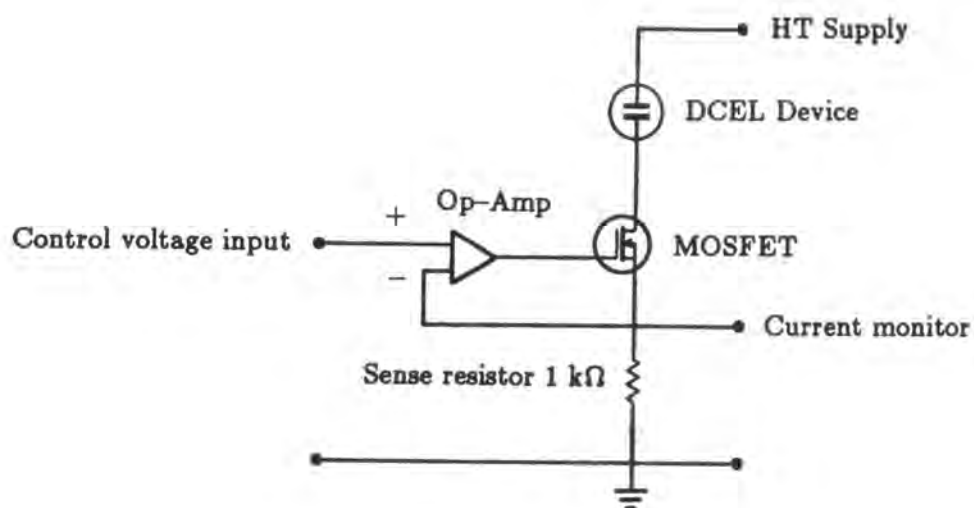 HT Supply
DCEL Device
Op–Amp
+
Control voltage input
MOSFET
−
Current monitor
Sense resistor 1 kΩ